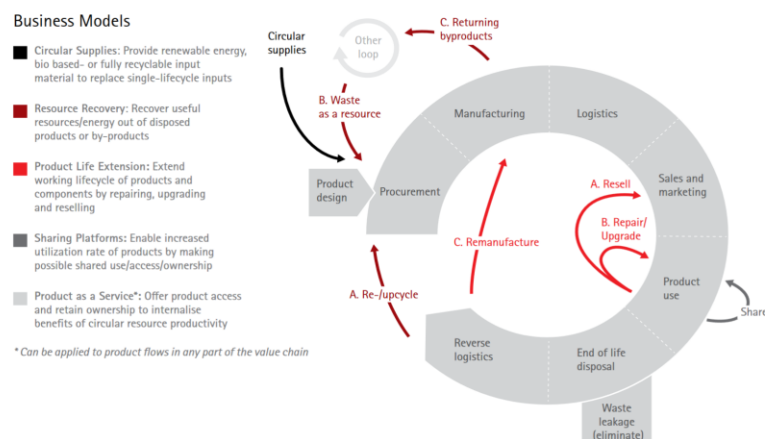 Business Models
Circular Supplies: Provide renewable energy,
bio based- or fully recyclable input
material to replace single-lifecycle inputs
Resource Recovery: Recover useful
resources/energy out of disposed
products or by-products
Product Life Extension: Extend
working lifecycle of products and
components by repairing, upgrading
and reselling
Sharing Platforms: Enable increased
utilization rate of products by making
possible shared use/access/ownership
Product as a Service*: Offer product access
and retain ownership to internalise
benefits of circular resource productivity
* Can be applied to product flows in any part of the value chain
Circular
supplies
Other
loop
C. Returning
byproducts
B. Waste
as a resource
Manufacturing
Logistics
Product
design
Procurement
A. Resell
Sales and
marketing
B. Repair/
Upgrade
C. Remanufacture
A. Re-/upcycle
Product
use
Share
Reverse
logistics
End of life
disposal
Waste
leakage
(eliminate)